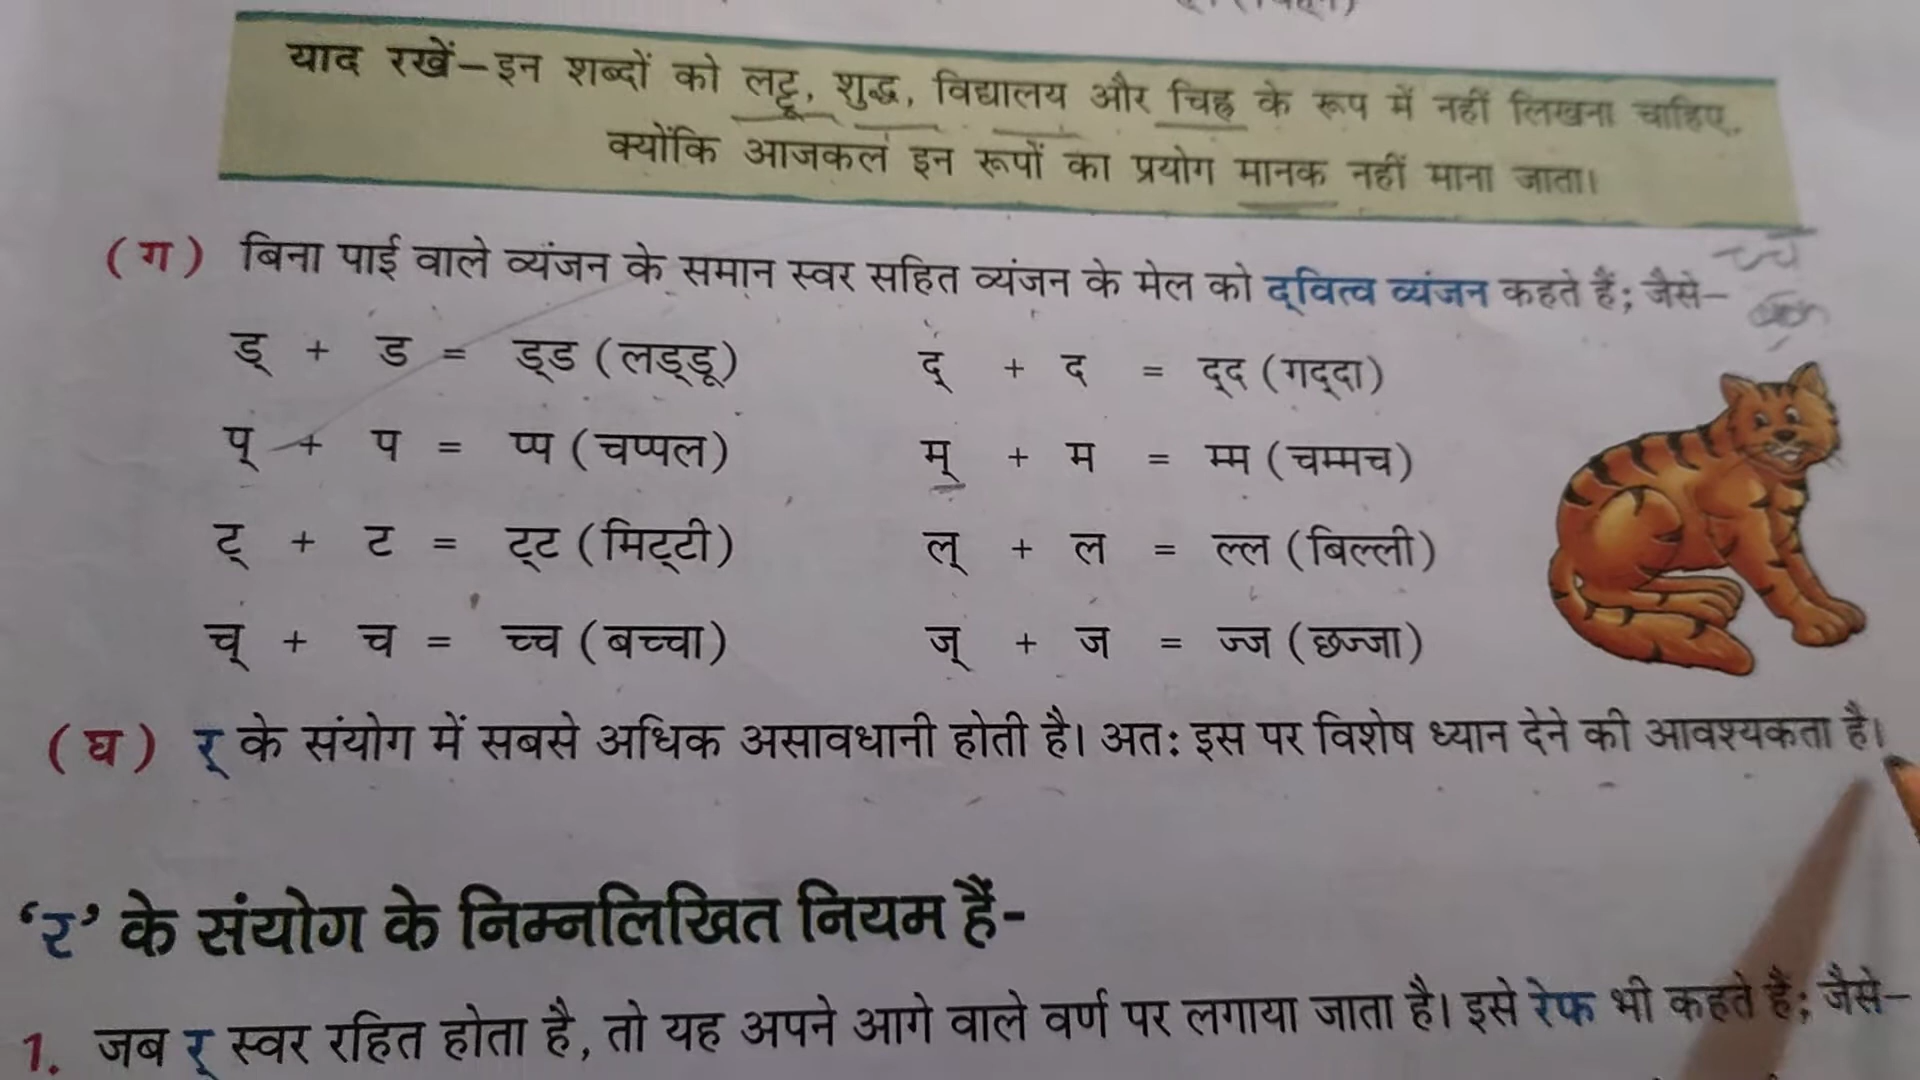 याद रखें–इन शब्दों को लट्टू, शुद्ध, विद्यालय और चिह्न के रूप में नहीं लिखना चाहिए,
क्योंकि आजकल इन रूपों का प्रयोग मानक नहीं माना जाता।
(ग) बिना पाई वाले व्यंजन के समान स्वर सहित व्यंजन के मेल को द्‌वित्व व्यंजन कहते हैं; जैसे–
ड् + ड = ड्‌ड (लड्‌डू) द् + द = द्‌द (गद्‌दा)
प् + प = प्प (चप्पल) म् + म = म्म (चम्मच)
ट् + ट = ट्‌ट (मिट्‌टी) ल् + ल = ल्ल (बिल्ली)
च् + च = च्च (बच्चा) ज् + ज = ज्ज (छज्जा)
(घ) र् के संयोग में सबसे अधिक असावधानी होती है। अतः इस पर विशेष ध्यान देने की आवश्यकता है।
‘र’ के संयोग के निम्नलिखित नियम हैं-
1. जब र् स्वर रहित होता है, तो यह अपने आगे वाले वर्ण पर लगाया जाता है। इसे रेफ भी कहते हैं; जैसे–